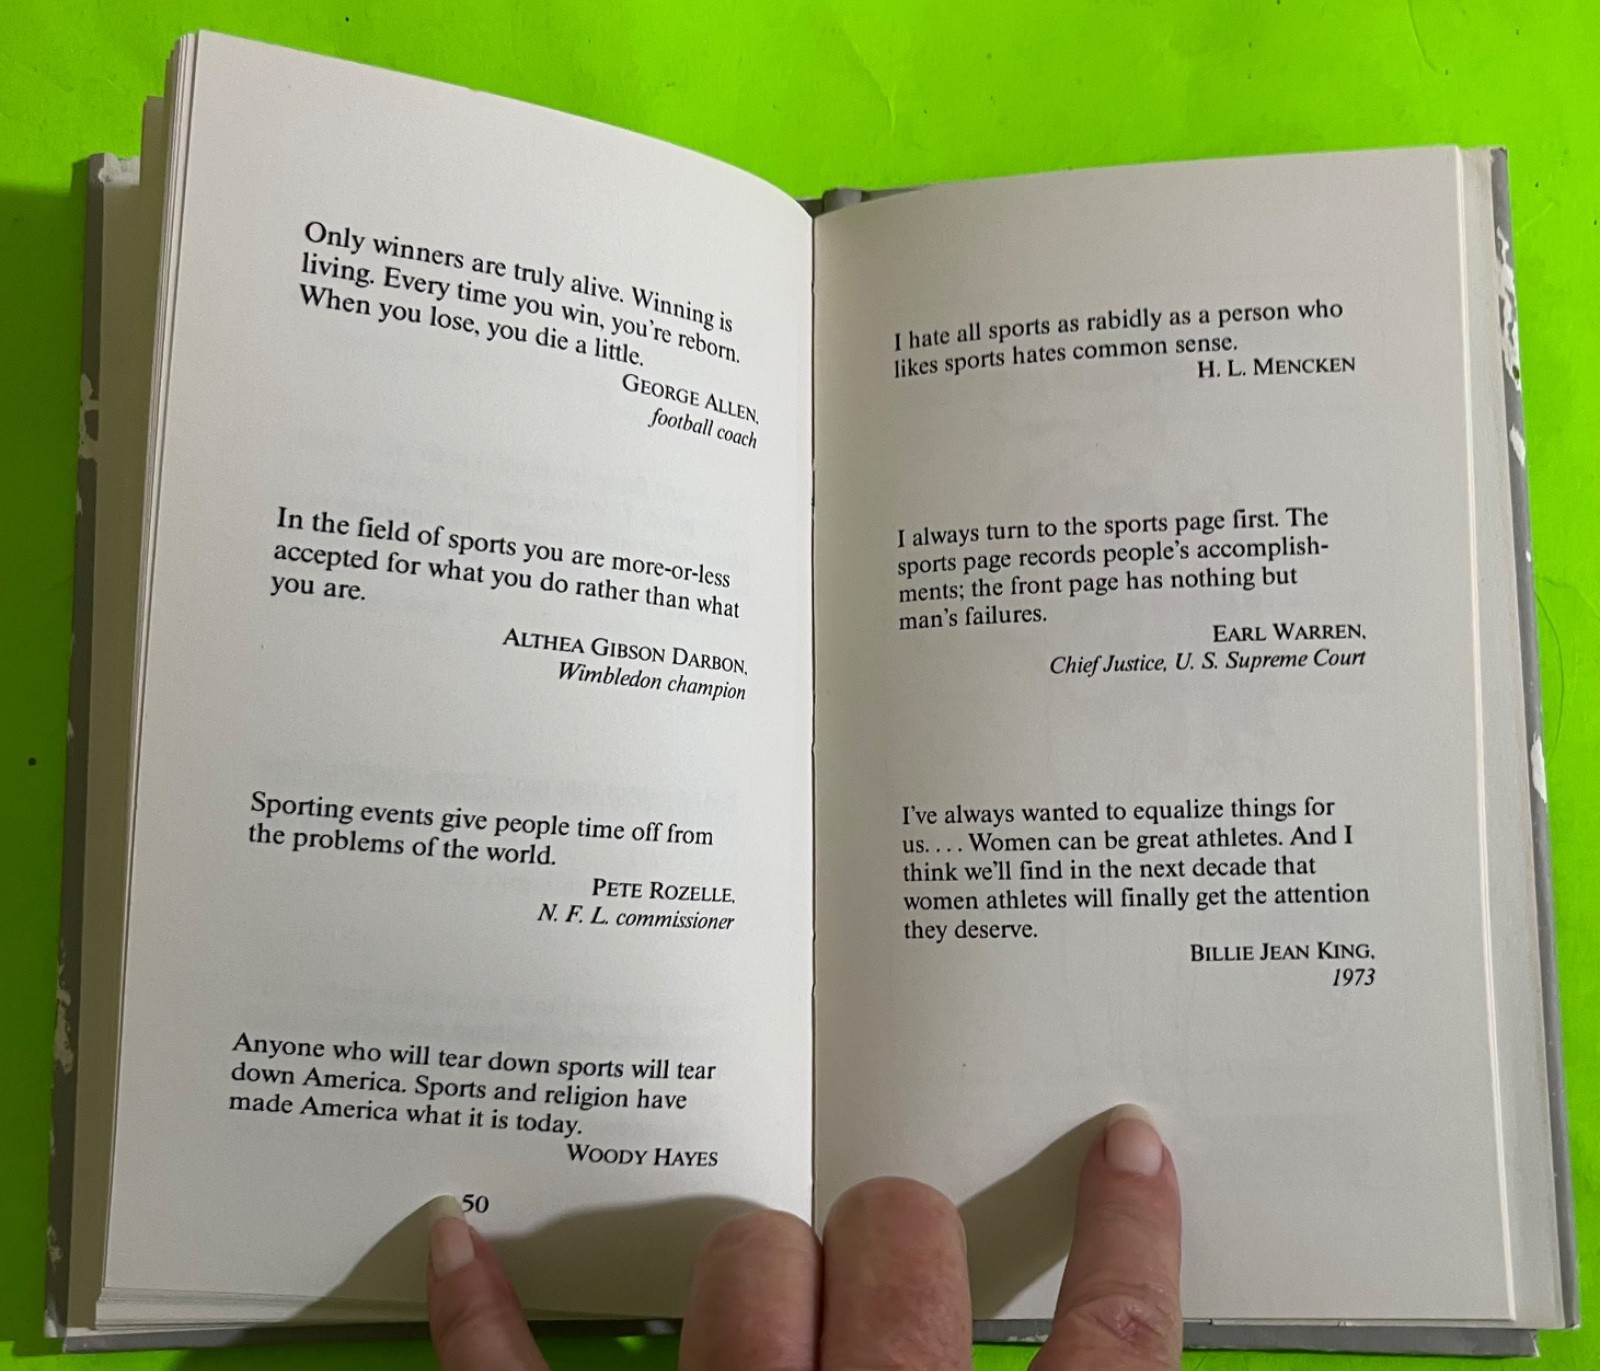 Only winners are truly alive. Winning is
living. Every time you win, you're reborn.
When you lose, you die a little.
GEORGE ALLEN,
football coach
In the field of sports you are more-or-less
accepted for what you do rather than what
you are.
ALTHEA GIBSON DARBON,
Wimbledon champion
Sporting events give people time off from
the problems of the world.
PETE ROZELLE,
N. F. L. commissioner
Anyone who will tear down sports will tear
down America. Sports and religion have
made America what it is today.
WOODY HAYES
50
I hate all sports as rabidly as a person who
likes sports hates common sense.
H. L. MENCKEN
I always turn to the sports page first. The
sports page records people's accomplish-
ments; the front page has nothing but
man's failures.
EARL WARREN,
Chief Justice, U. S. Supreme Court
I've always wanted to equalize things for
us.... Women can be great athletes. And I
think we'll find in the next decade that
women athletes will finally get the attention
they deserve.
BILLIE JEAN KING,
1973